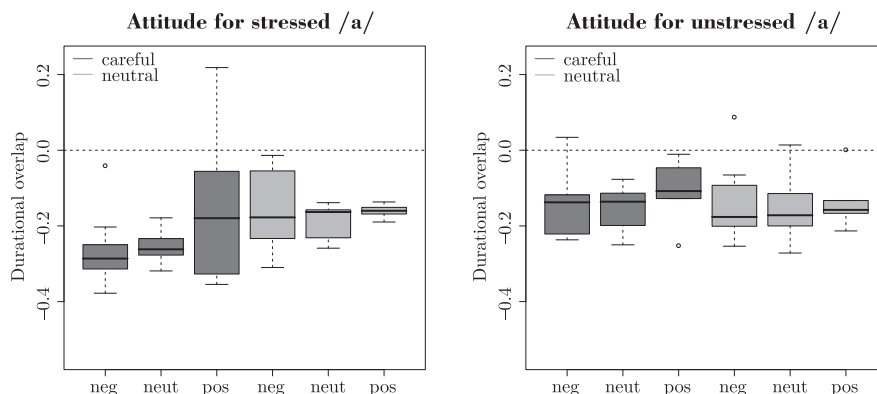 Attitude for stressed /a/
careful
neutral
Durational overlap
0.2
0.0
−0.2
−0.4
neg neut pos neg neut pos
Attitude for unstressed /a/
careful
neutral
Durational overlap
0.2
0.0
−0.2
−0.4
neg neut pos neg neut pos